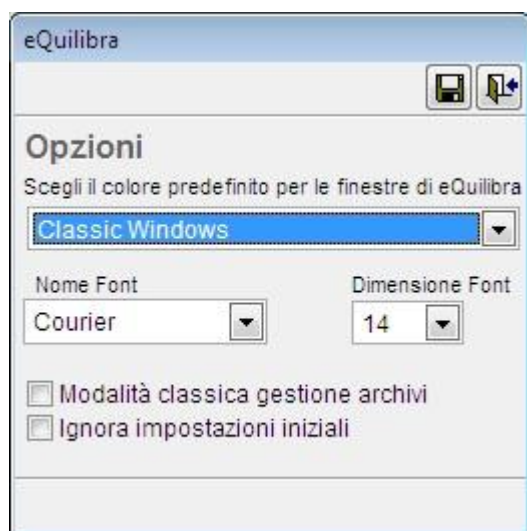 eQuilibra
Opzioni
Scegli il colore predefinito per le finestre di eQuilibra
Classic Windows
Nome Font
Dimensione Font
Courier
14
Modalità classica gestione archivi
Ignora impostazioni iniziali